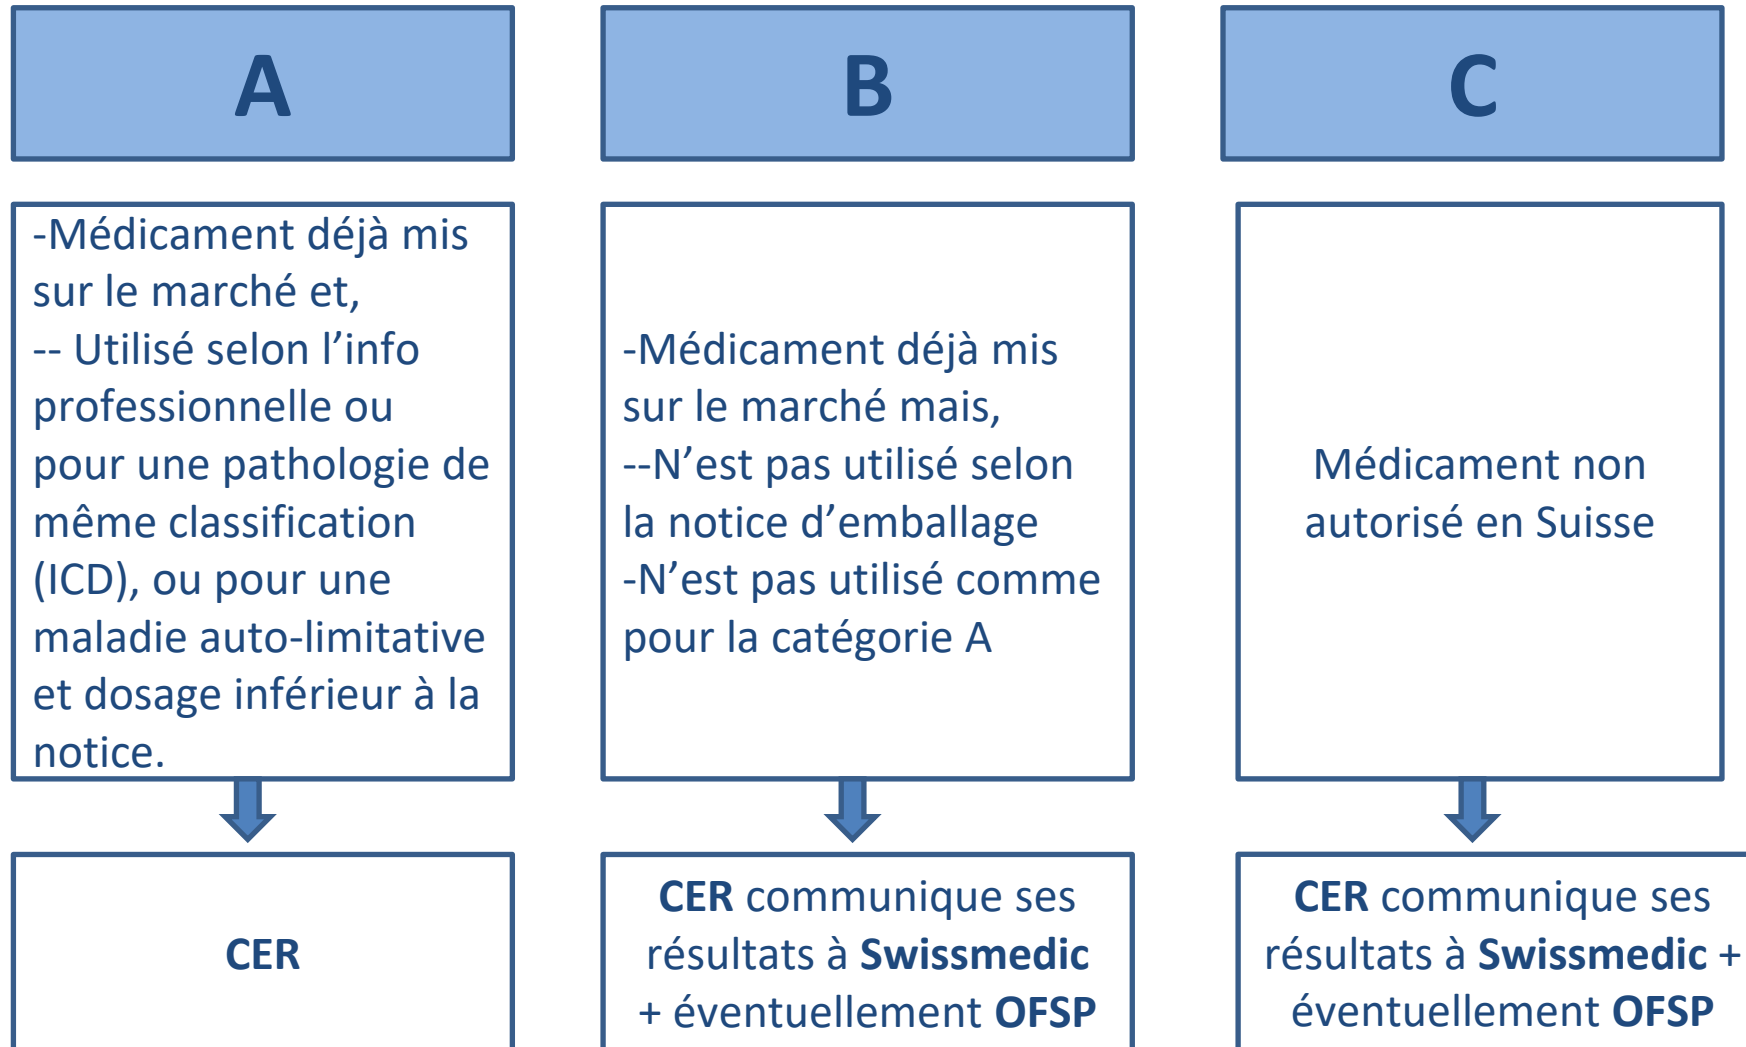 A
B
C
-Médicament déjà mis
sur le marché et,
-- Utilisé selon l’info
professionnelle ou
pour une pathologie de
même classification
(ICD), ou pour une
maladie auto-limitative
et dosage inférieur à la
notice.
-Médicament déjà mis
sur le marché mais,
--N’est pas utilisé selon
la notice d’emballage
-N’est pas utilisé comme
pour la catégorie A
Médicament non
autorisé en Suisse
CER
CER communique ses
résultats à Swissmedic
+ éventuellement OFSP
CER communique ses
résultats à Swissmedic +
éventuellement OFSP